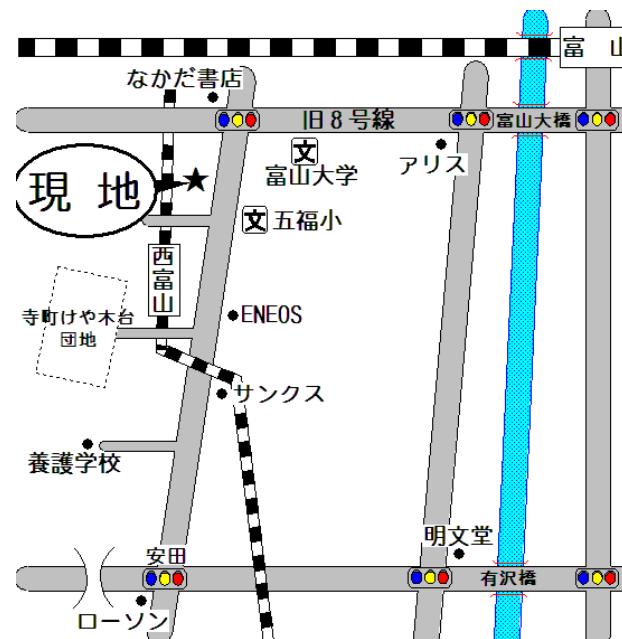 富 山
なかだ書店
旧8号線
富山大橋
文
富山大学
アリス
現 地
文 五福小
西富山
ENEOS
寺町けや木台
団地
サンクス
養護学校
明文堂
安田
有沢橋
ローソン